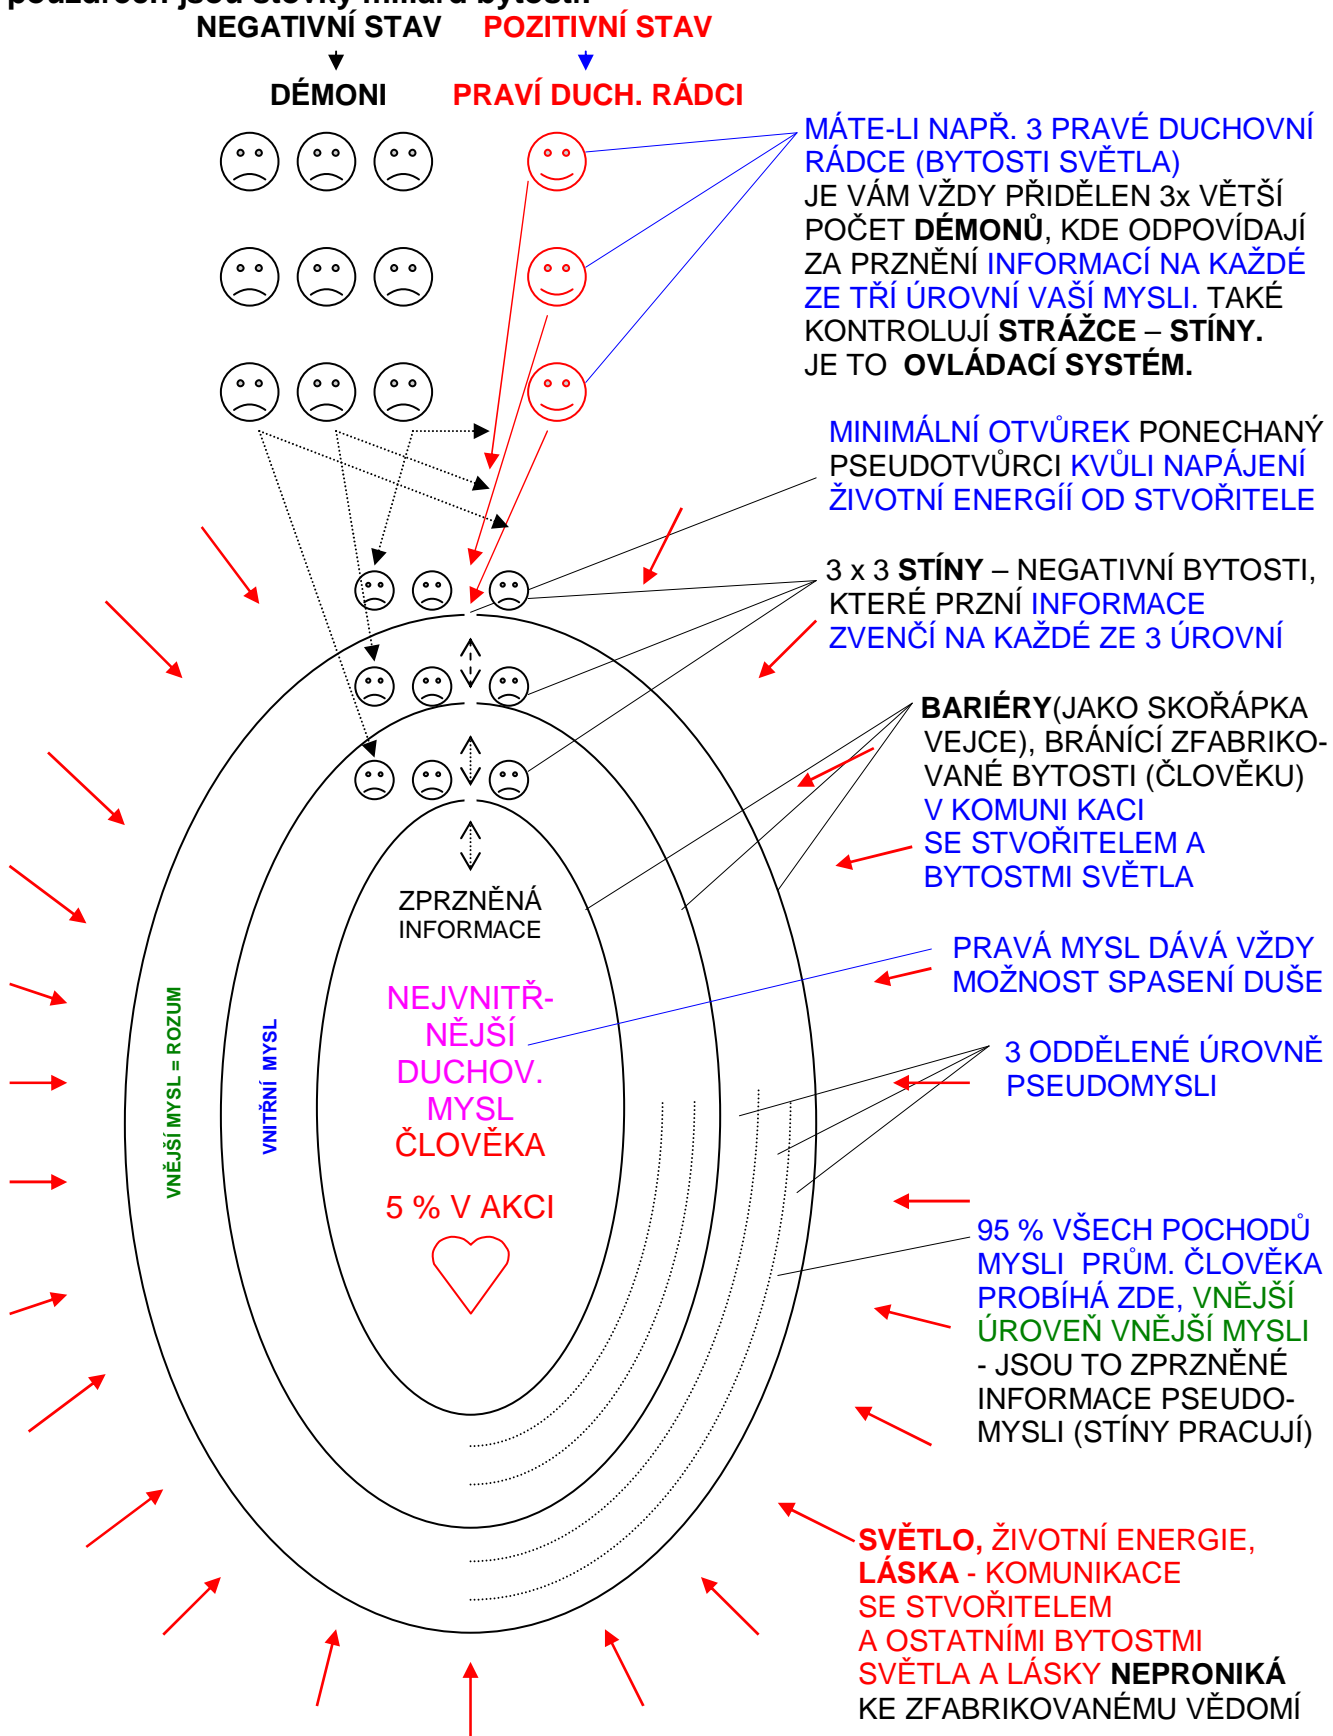 pouzdrech jsou stovky miliard bytostí.
NEGATIVNÍ STAV POZITIVNÍ STAV
DÉMONI PRAVÍ DUCH. RÁDCI
MÁTE-LI NAPŘ. 3 PRAVÉ DUCHOVNÍ
RÁDCE (BYTOSTI SVĚTLA)
JE VÁM VŽDY PŘIDĚLEN 3x VĚTŠÍ
POČET DÉMONŮ, KDE ODPOVÍDAJÍ
ZA PRZNĚNÍ INFORMACÍ NA KAŽDÉ
ZE TŘÍ ÚROVNÍ VAŠÍ MYSLI. TAKÉ
KONTROLUJÍ STRÁŽCE – STÍNY.
JE TO OVLÁDACÍ SYSTÉM.
MINIMÁLNÍ OTVŮREK PONECHANÝ
PSEUDOTVŮRCI KVŮLI NAPÁJENÍ
ŽIVOTNÍ ENERGÍÍ OD STVOŘITELE
3 x 3 STÍNY – NEGATIVNÍ BYTOSTI,
KTERÉ PRZNÍ INFORMACE
ZVENČÍ NA KAŽDÉ ZE 3 ÚROVNÍ
BARIÉRY(JAKO SKOŘÁPKA
VEJCE), BRÁNÍCÍ ZFABRIKO-
VANÉ BYTOSTI (ČLOVĚKU)
V KOMUNI KACI
SE STVOŘITELEM A
BYTOSTMI SVĚTLA
ZPRZNĚNÁ
INFORMACE
PRAVÁ MYSL DÁVÁ VŽDY
MOŽNOST SPASENÍ DUŠE
NEJVNITŘ-
NĚJŠÍ
DUCHOV.
MYSL
ČLOVĚKA
5 % V AKCI
VNĚJŠÍ MYSL = ROZUM
VNITŘNÍ MYSL
3 ODDĚLENÉ ÚROVNĚ
PSEUDOMYSLI
95 % VŠECH POCHODŮ
MYSLI PRŮM. ČLOVĚKA
PROBÍHÁ ZDE, VNĚJŠÍ
ÚROVEŇ VNĚJŠÍ MYSLI
- JSOU TO ZPRZNĚNÉ
INFORMACE PSEUDO-
MYSLI (STÍNY PRACUJÍ)
SVĚTLO, ŽIVOTNÍ ENERGIE,
LÁSKA - KOMUNIKACE
SE STVOŘITELEM
A OSTATNÍMI BYTOSTMI
SVĚTLA A LÁSKY NEPRONIKÁ
KE ZFABRIKOVANÉMU VĚDOMÍ